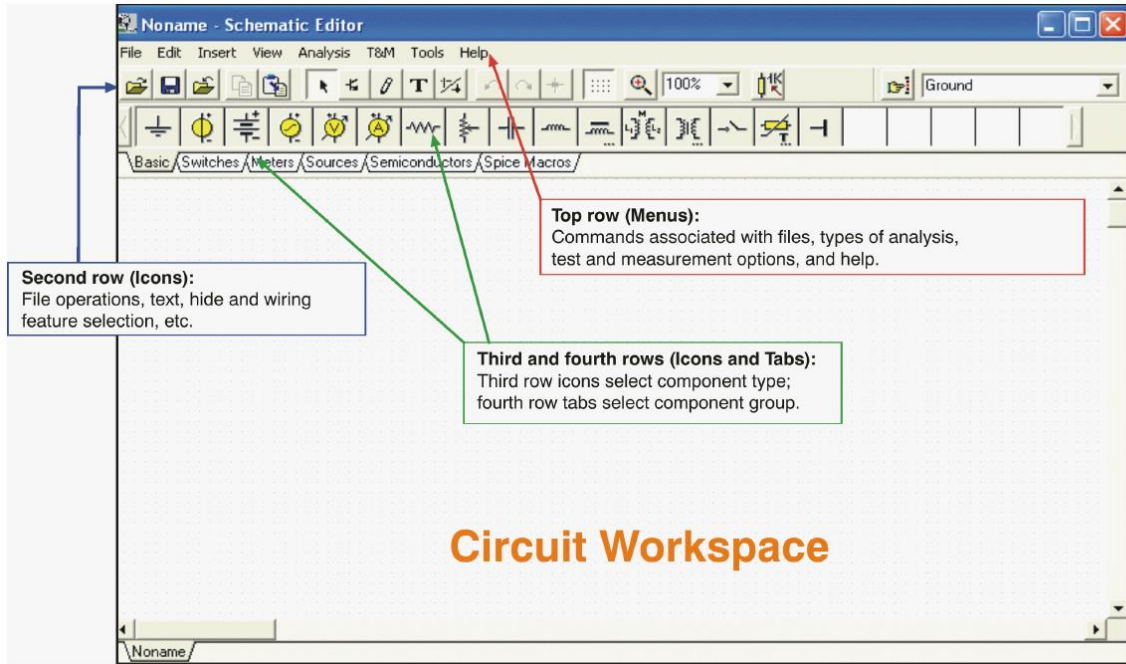 Noname - Schematic Editor
File Edit Insert View Analysis T&M Tools Help
T 100% 1K Ground
V A M L1 L2 T
Basic Switches Meters Sources Semiconductors Spice Macros
Top row (Menus):
Commands associated with files, types of analysis,
test and measurement options, and help.
Second row (Icons):
File operations, text, hide and wiring
feature selection, etc.
Third and fourth rows (Icons and Tabs):
Third row icons select component type;
fourth row tabs select component group.
Circuit Workspace
Noname